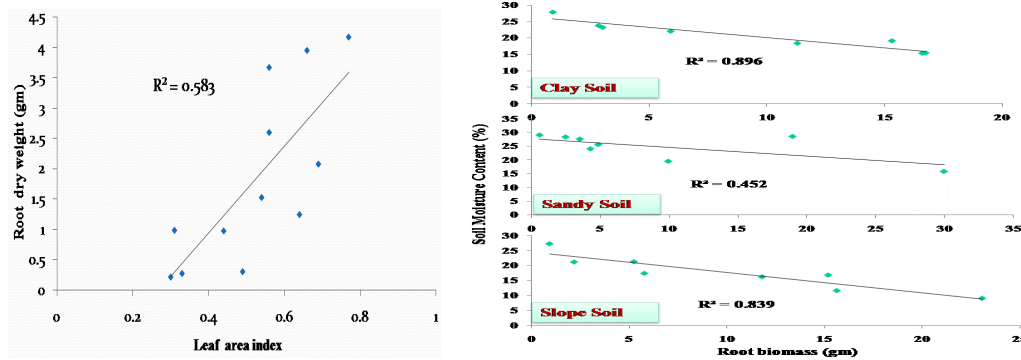 4.5
4
3.5
3
2.5
2
1.5
1
0.5
0
0 0.2 0.4 0.6 0.8 1
Root dry weight (gm)
R² = 0.583
Leaf area index
Soil Moisture Content (%)
30
25
20
15
10
5
0
0 5 10 15 20
R² = 0.896
Clay Soil
35
30
25
20
15
10
5
0
0 5 10 15 20 25 30 35
R² = 0.452
Sandy Soil
30
25
20
15
10
5
0
0 5 10 15 20 25
R² = 0.839
Slope Soil
Root biomass (gm)